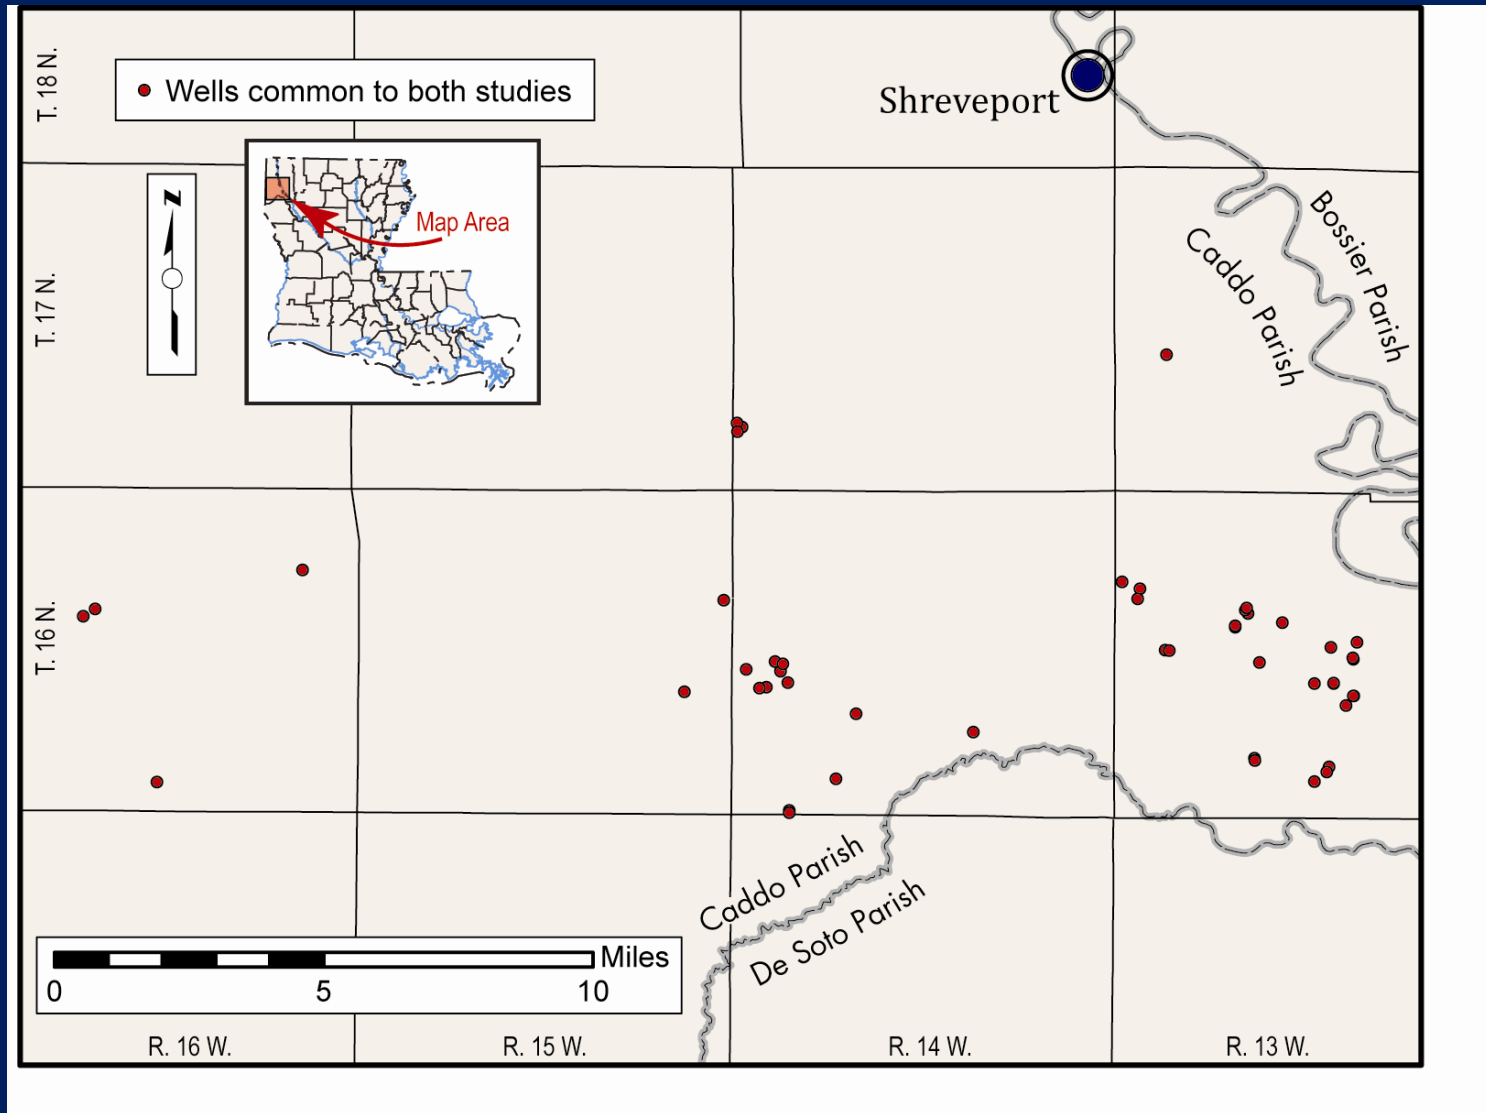 T. 18 N.
Wells common to both studies
Shreveport
N
Map Area
Bossier Parish
Caddo Parish
T. 17 N.
T. 16 N.
Caddo Parish
De Soto Parish
Miles
0 5 10
R. 16 W. R. 15 W. R. 14 W. R. 13 W.